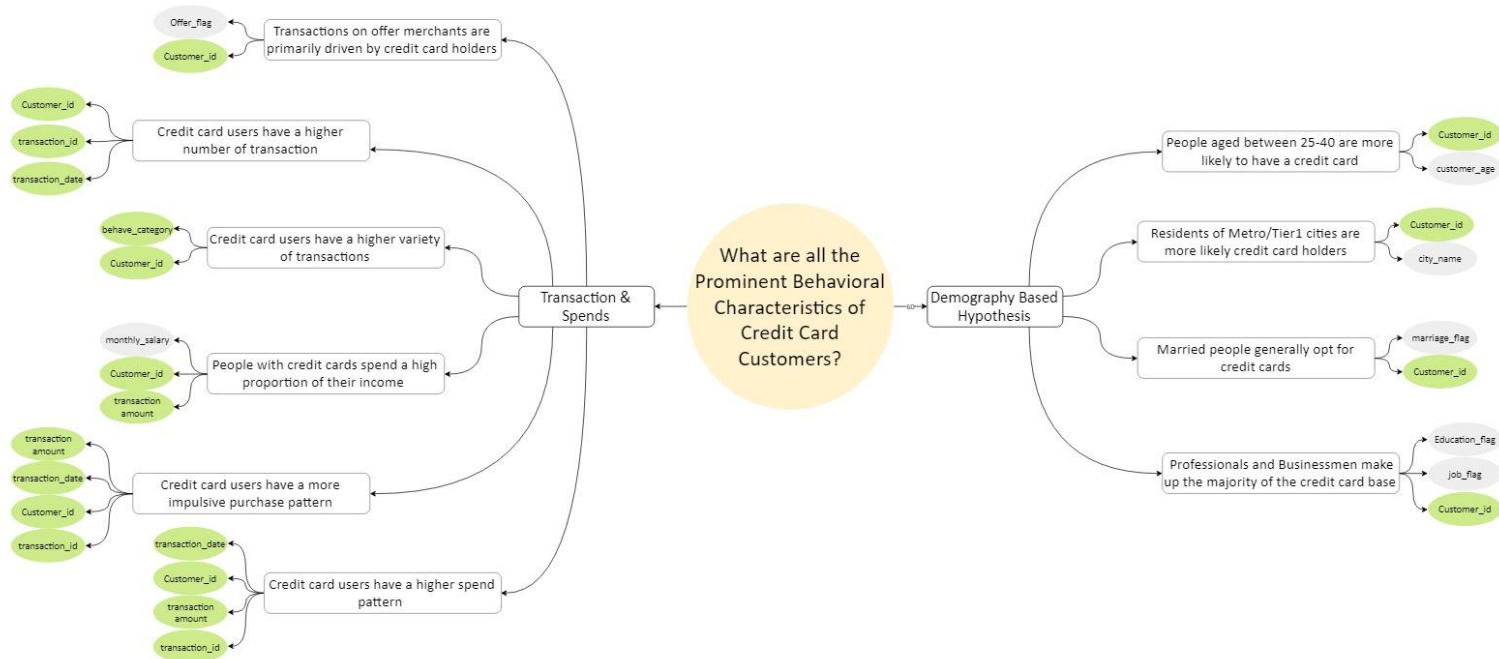 Offer_flag
Customer_id
Transactions on offer merchants are
primarily driven by credit card holders
Customer_id
transaction_id
transaction_date
Credit card users have a higher
number of transaction
behave_category
Customer_id
Credit card users have a higher variety
of transactions
monthly_salary
Customer_id
transaction
amount
People with credit cards spend a high
proportion of their income
transaction
amount
transaction_date
Customer_id
transaction_id
Credit card users have a more
impulsive purchase pattern
transaction_date
Customer_id
transaction
amount
transaction_id
Credit card users have a higher spend
pattern
Transaction &
Spends
What are all the
Prominent Behavioral
Characteristics of
Credit Card
Customers?
Demography Based
Hypothesis
People aged between 25-40 are more
likely to have a credit card
Customer_id
customer_age
Residents of Metro/Tier1 cities are
more likely credit card holders
Customer_id
city_name
Married people generally opt for
credit cards
marriage_flag
Customer_id
Professionals and Businessmen make
up the majority of the credit card base
Education_flag
job_flag
Customer_id